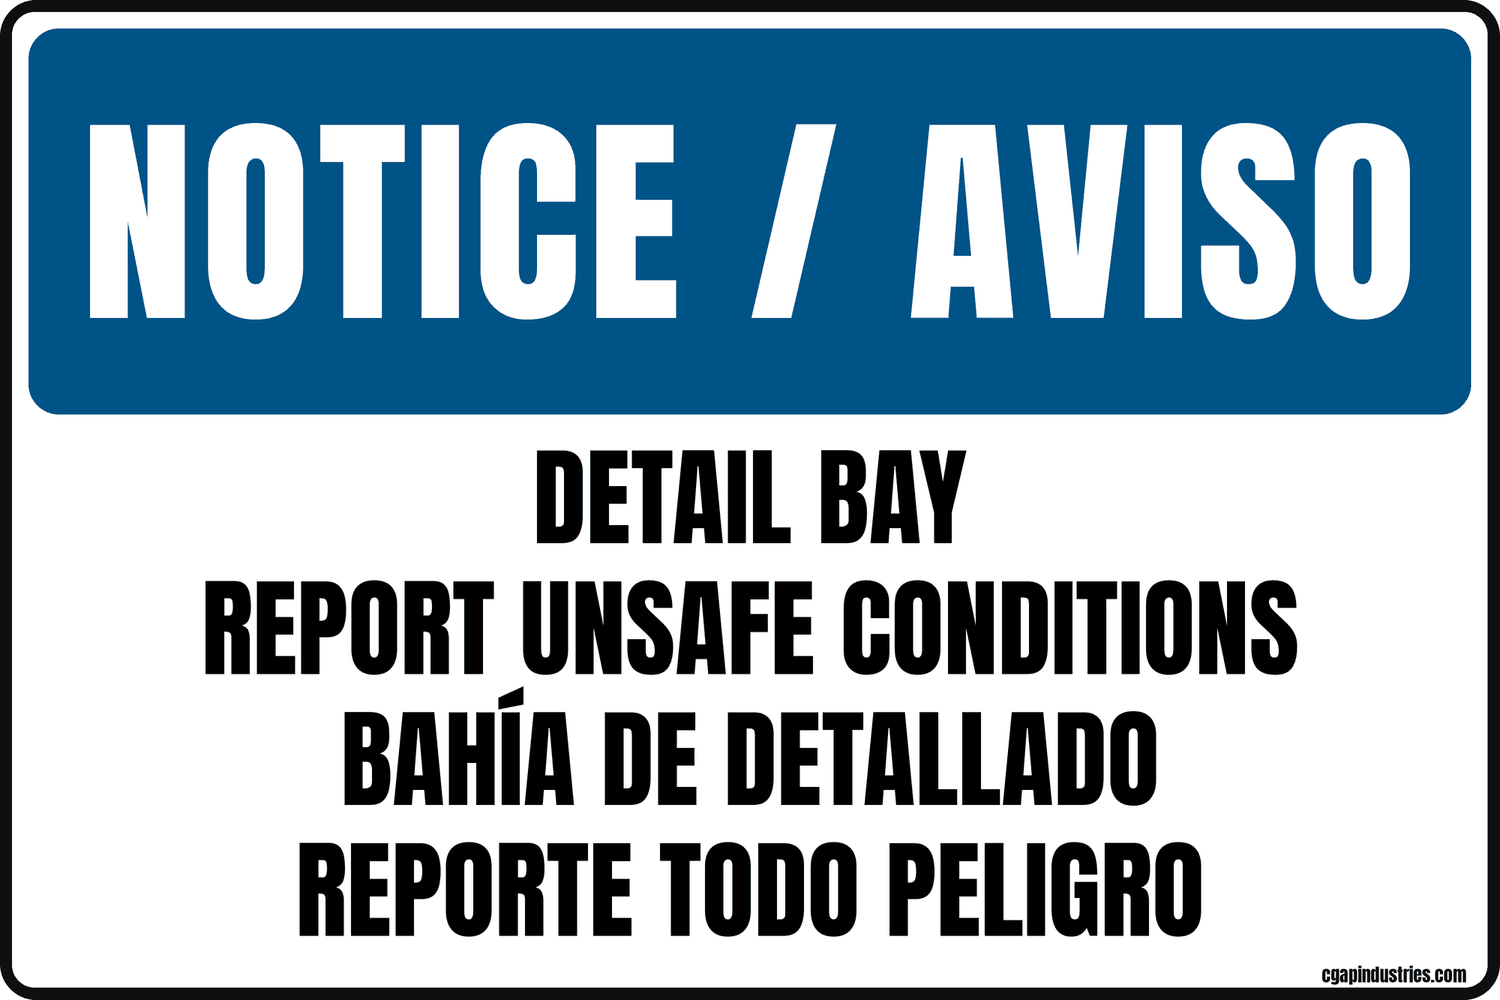 NOTICE / AVISO
DETAIL BAY
REPORT UNSAFE CONDITIONS
BAHÍA DE DETALLADO
REPORTE TODO PELIGRO
cgapindustries.com